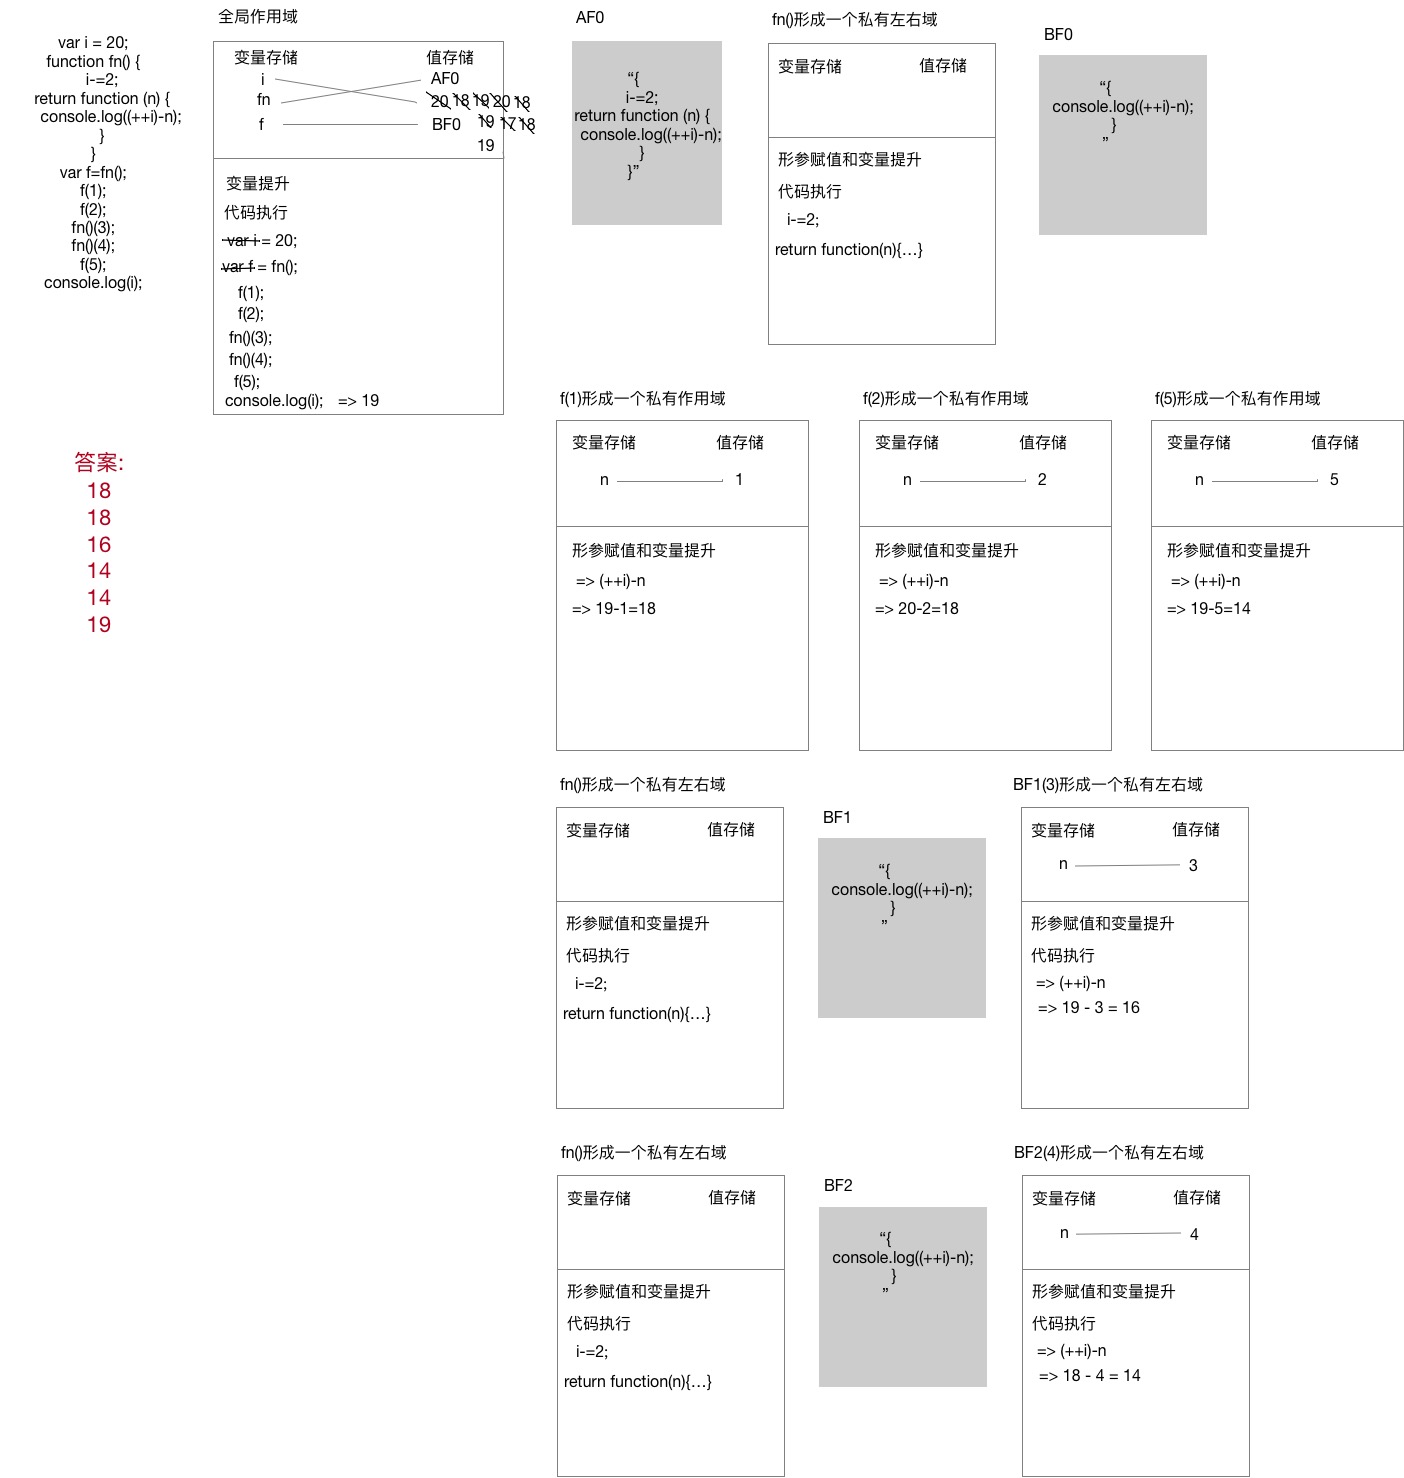 var i = 20;
function fn() {
i-=2;
return function (n) {
console.log((++i)-n);
}
}
var f=fn();
f(1);
f(2);
fn()(3);
fn()(4);
f(5);
console.log(i);
答案:
18
18
16
14
14
19
全局作用域
变量存储 值存储
i AF0
fn 20 18 19 20 18
f BF0 19 17 18
19
变量提升
代码执行
var i = 20;
var f = fn();
f(1);
f(2);
fn()(3);
fn()(4);
f(5);
console.log(i); => 19
AF0
“{
i-=2;
return function (n) {
console.log((++i)-n);
}
}”
fn()形成一个私有左右域
变量存储 值存储
形参赋值和变量提升
代码执行
i-=2;
return function(n){…}
BF0
“{
console.log((++i)-n);
}
”
f(1)形成一个私有作用域
变量存储 值存储
n 1
形参赋值和变量提升
=> (++i)-n
=> 19-1=18
f(2)形成一个私有作用域
变量存储 值存储
n 2
形参赋值和变量提升
=> (++i)-n
=> 20-2=18
f(5)形成一个私有作用域
变量存储 值存储
n 5
形参赋值和变量提升
=> (++i)-n
=> 19-5=14
fn()形成一个私有左右域
变量存储 值存储
形参赋值和变量提升
代码执行
i-=2;
return function(n){…}
BF1
“{
console.log((++i)-n);
}
”
BF1(3)形成一个私有左右域
变量存储 值存储
n 3
形参赋值和变量提升
代码执行
=> (++i)-n
=> 19 - 3 = 16
fn()形成一个私有左右域
变量存储 值存储
形参赋值和变量提升
代码执行
i-=2;
return function(n){…}
BF2
“{
console.log((++i)-n);
}
”
BF2(4)形成一个私有左右域
变量存储 值存储
n 4
形参赋值和变量提升
代码执行
=> (++i)-n
=> 18 - 4 = 14